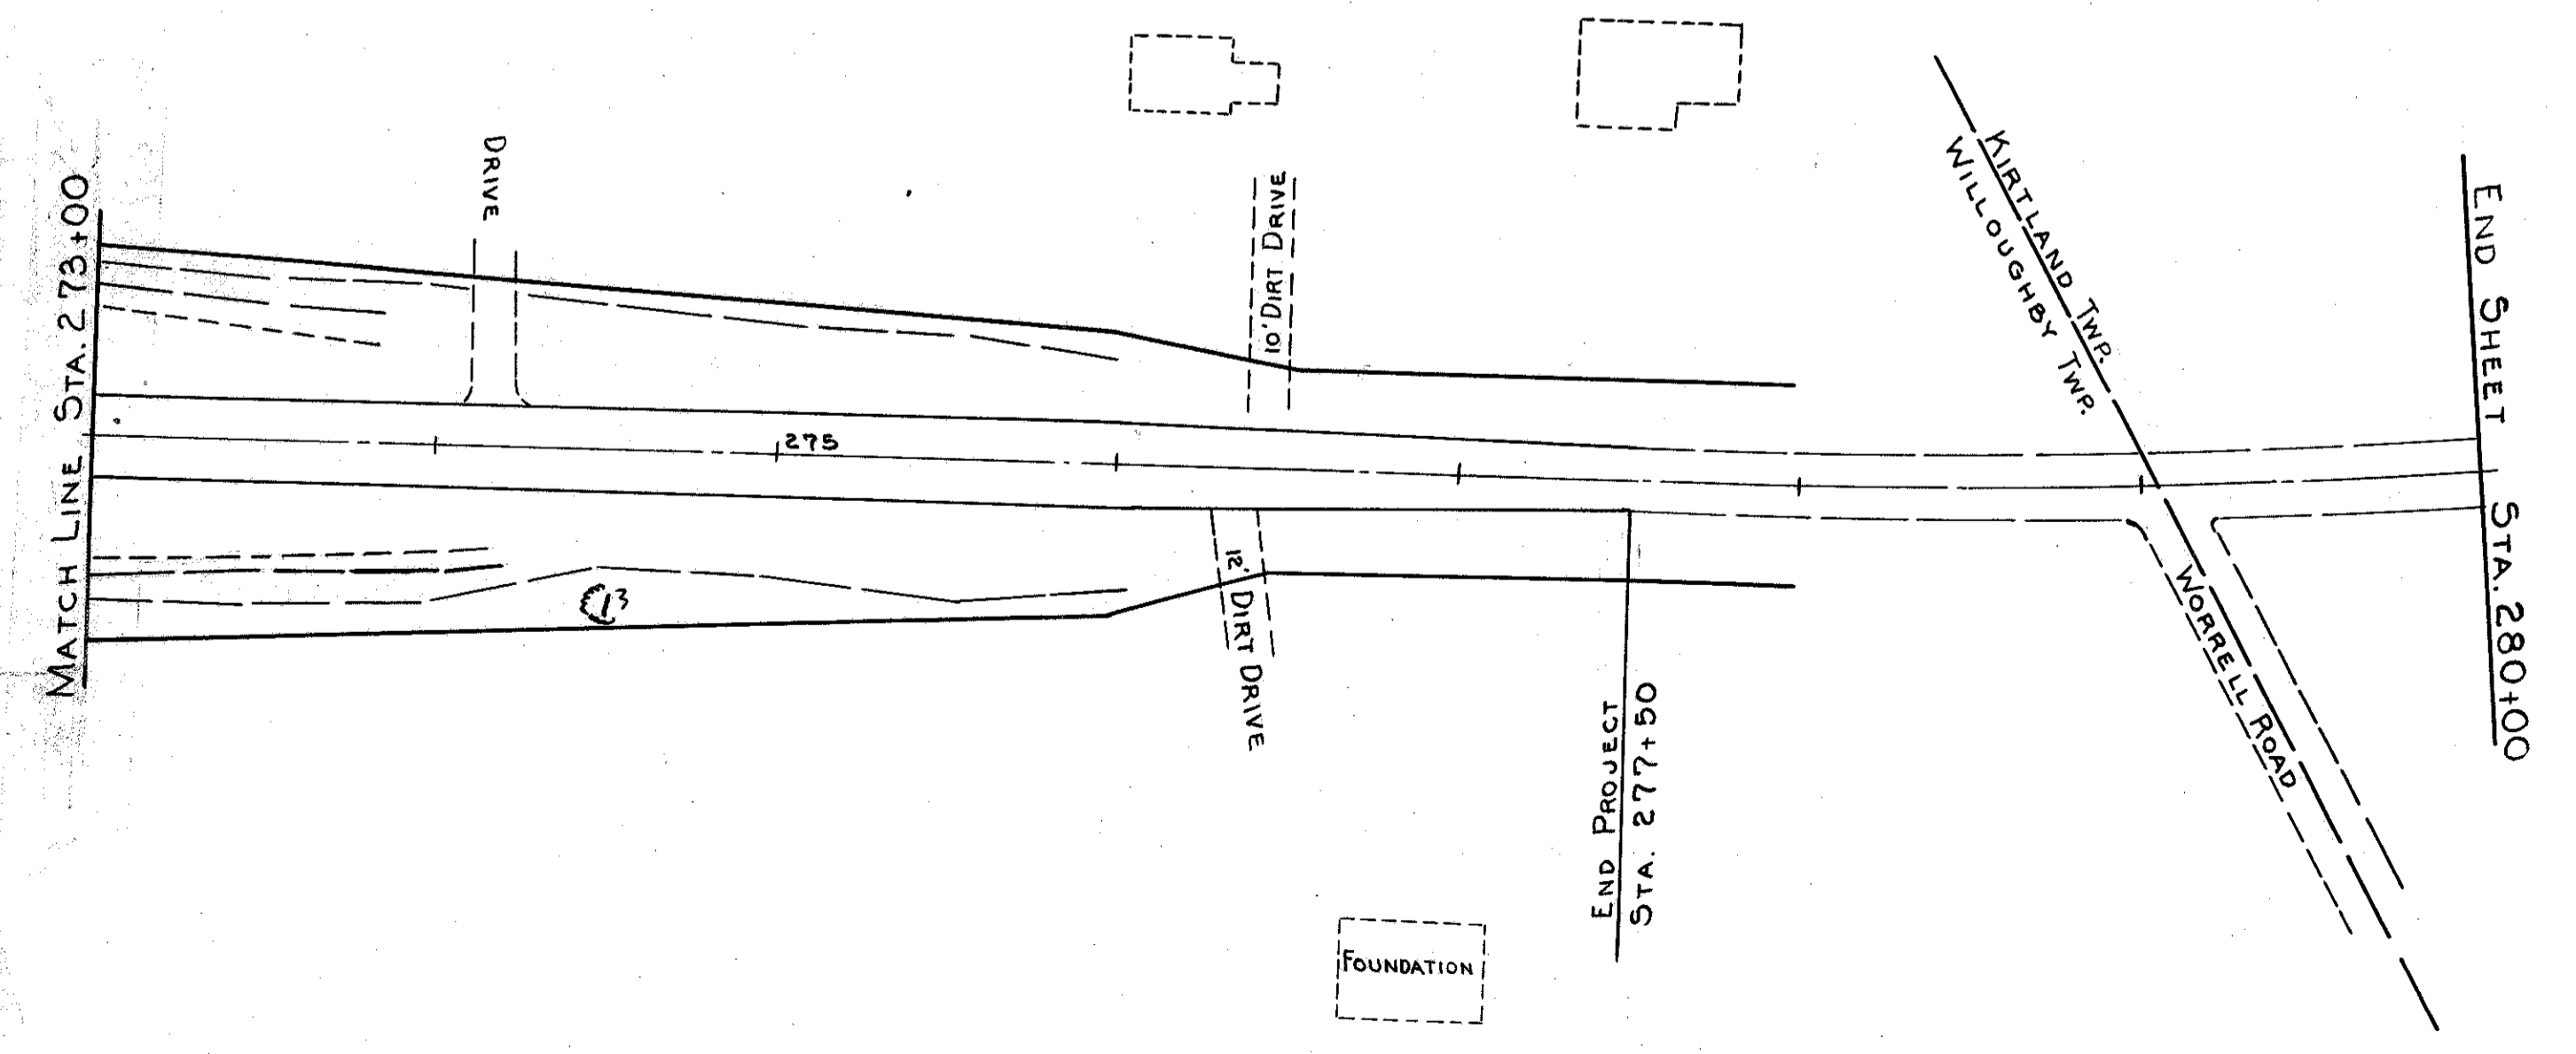 MATCH LINE STA. 273+00
DRIVE
10' DIRT DRIVE
275
3
12' DIRT DRIVE
KIRTLAND TWP.
WILLOUGHBY TWP.
END PROJECT
STA. 277+50
FOUNDATION
WORRELL ROAD
END SHEET STA. 280+00